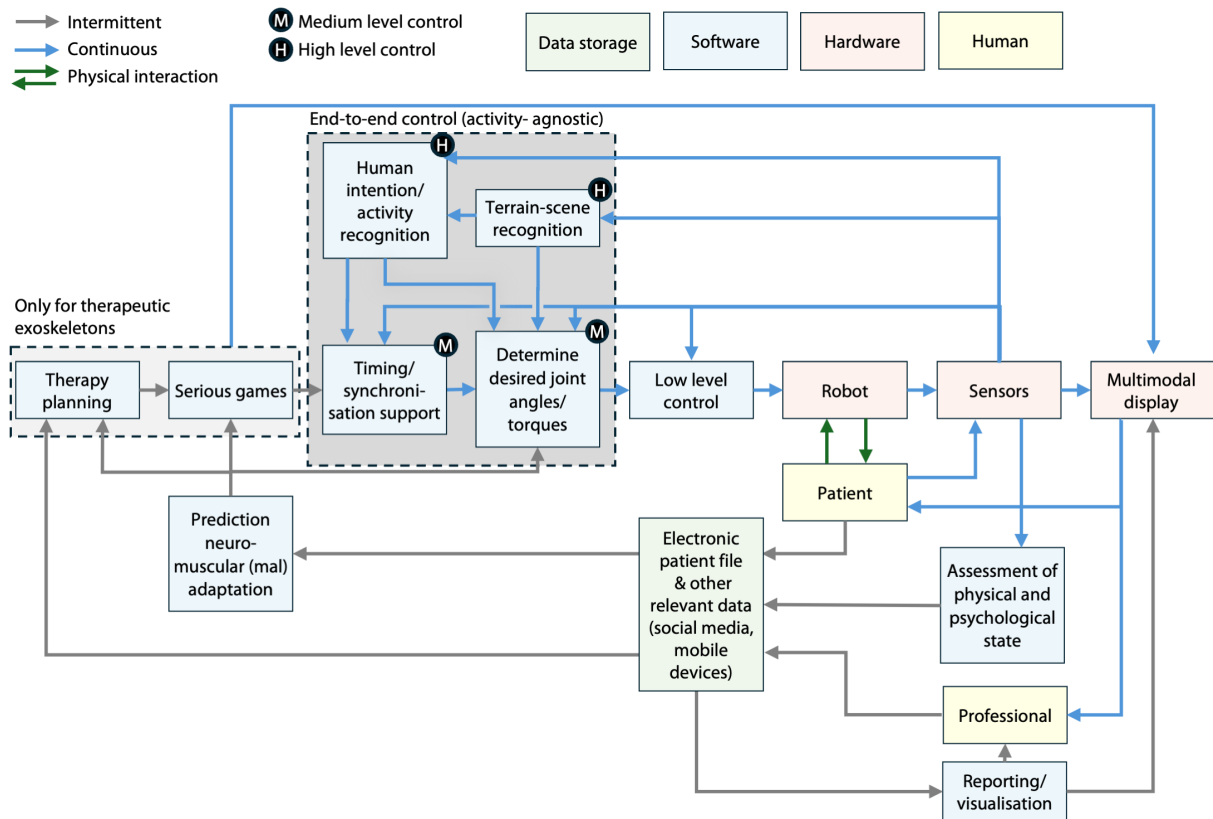 Intermittent
Continuous
Physical interaction
M Medium level control
H High level control
Data storage
Software
Hardware
Human
End-to-end control (activity- agnostic)
H
Human
intention/
activity
recognition
H
Terrain-scene
recognition
Only for therapeutic
exoskeletons
Therapy
planning
Serious games
M
Timing/
synchroni-
sation support
M
Determine
desired joint
angles/
torques
Low level
control
Robot
Sensors
Multimodal
display
Patient
Prediction
neuro-
muscular (mal)
adaptation
Electronic
patient file
& other
relevant data
(social media,
mobile
devices)
Assessment of
physical and
psychological
state
Professional
Reporting/
visualisation